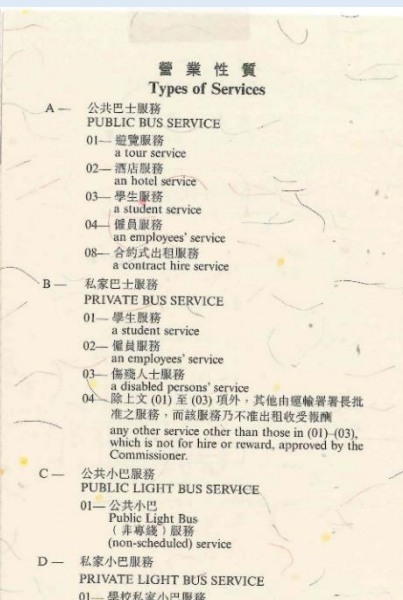 營業性質
Types of Services
A — 公共巴士服務
PUBLIC BUS SERVICE
01— 遊覽服務
a tour service
02— 酒店服務
an hotel service
03— 學生服務
a student service
04— 僱員服務
an employees' service
08— 合約式出租服務
a contract hire service
B — 私家巴士服務
PRIVATE BUS SERVICE
01— 學生服務
a student service
02— 僱員服務
an employees' service
03— 傷殘人士服務
a disabled persons' service
04— 除上文 (01) 至 (03) 項外，其他由運輸署署長批
准之服務，而該服務乃不准出租收受報酬
any other service other than those in (01)–(03),
which is not for hire or reward, approved by the
Commissioner.
C — 公共小巴服務
PUBLIC LIGHT BUS SERVICE
01— 公共小巴
Public Light Bus
（非專綫）服務
(non-scheduled) service
D — 私家小巴服務
PRIVATE LIGHT BUS SERVICE
01— 學校私家小巴服務